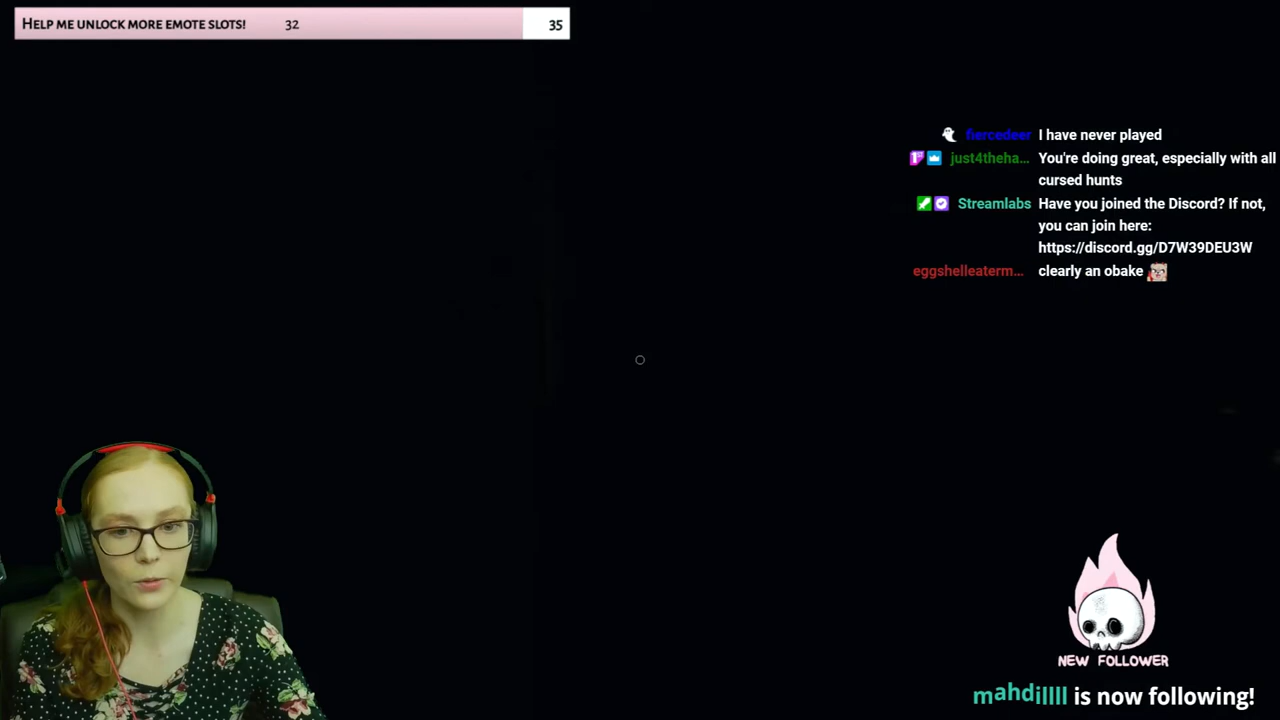 Help me unlock more emote slots! 32 35
fiercedeer I have never played
just4theha... You're doing great, especially with all
cursed hunts
Streamlabs Have you joined the Discord? If not,
you can join here:
https://discord.gg/D7W39DEU3W
eggshelleaterm... clearly an obake
NEW FOLLOWER
mahdillll is now following!